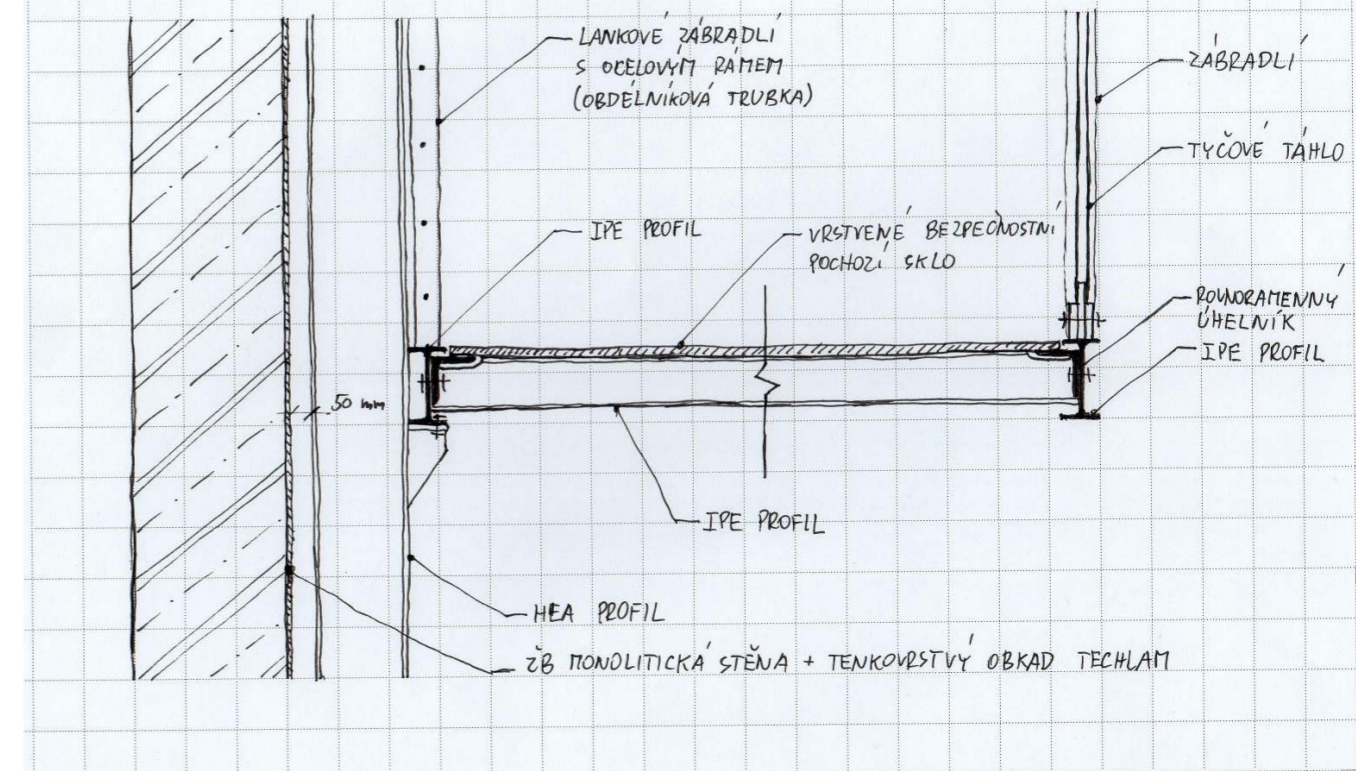 LANKOVÉ ZÁBRADLÍ
S OCELOVÝM RÁMEM
(OBDÉLNÍKOVÁ TRUBKA)
ZÁBRADLÍ
TYČOVÉ TÁHLO
IPE PROFIL
VRSTVENÉ BEZPEČNOSTNÍ
POCHOZÍ SKLO
ROVNORAMENNÝ
ÚHELNÍK
IPE PROFIL
50 mm
IPE PROFIL
HEA PROFIL
ŽB MONOLITICKÁ STĚNA + TENKOVRSTVÝ OBKAD TECHLAM